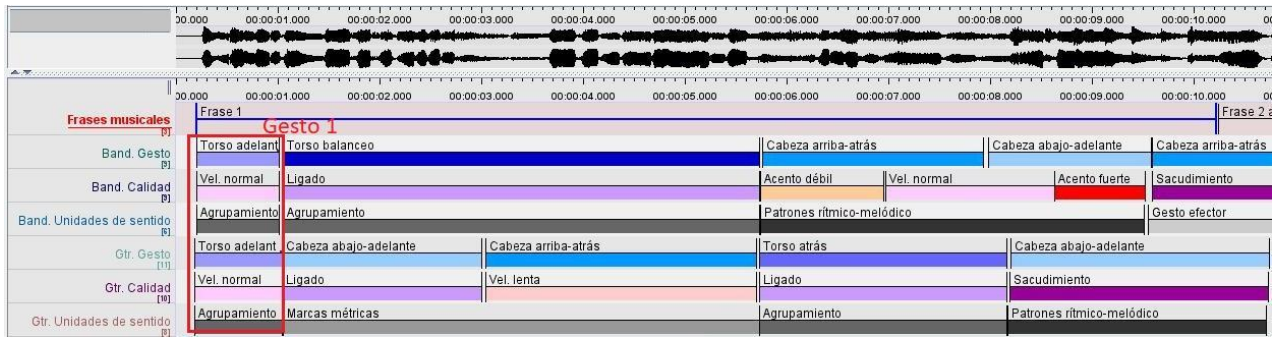 00.000 00:00:01.000 00:00:02.000 00:00:03.000 00:00:04.000 00:00:05.000 00:00:06.000 00:00:07.000 00:00:08.000 00:00:09.000 00:00:10.000
00.000 00:00:01.000 00:00:02.000 00:00:03.000 00:00:04.000 00:00:05.000 00:00:06.000 00:00:07.000 00:00:08.000 00:00:09.000 00:00:10.000
Frases musicales Frase 1 Frase 2 a
[3]
Gesto 1
Band. Gesto Torso adelant Torso balanceo Cabeza arriba-atrás Cabeza abajo-adelante Cabeza arriba-atrás
[9]
Band. Calidad Vel. normal Ligado Acento débil Vel. normal Acento fuerte Sacudimiento
[9]
Band. Unidades de sentido Agrupamiento Agrupamiento Patrones rítmico-melódico Gesto efector
[6]
Gtr. Gesto Torso adelant Cabeza abajo-adelante Cabeza arriba-atrás Torso atrás Cabeza abajo-adelante
[11]
Gtr. Calidad Vel. normal Ligado Vel. lenta Ligado Sacudimiento
[10]
Gtr. Unidades de sentido Agrupamiento Marcas métricas Agrupamiento Patrones rítmico-melódico